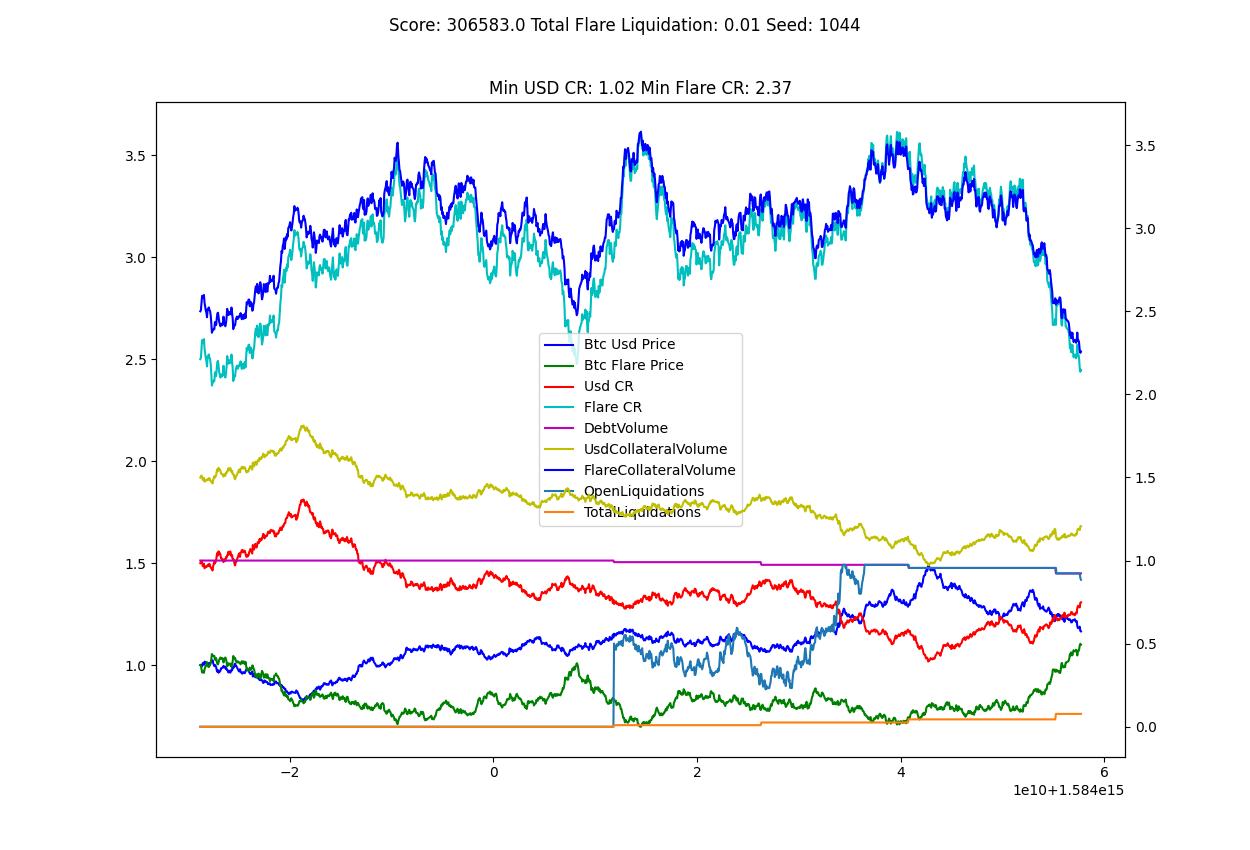 Score: 306583.0 Total Flare Liquidation: 0.01 Seed: 1044
Min USD CR: 1.02 Min Flare CR: 2.37
3.5
3.0
2.5
2.0
1.5
1.0
3.5
3.0
2.5
2.0
1.5
1.0
0.5
0.0
Btc Usd Price
Btc Flare Price
Usd CR
Flare CR
DebtVolume
UsdCollateralVolume
FlareCollateralVolume
OpenLiquidations
TotalLiquidations
−2 0 2 4 6
1e10+1.584e15